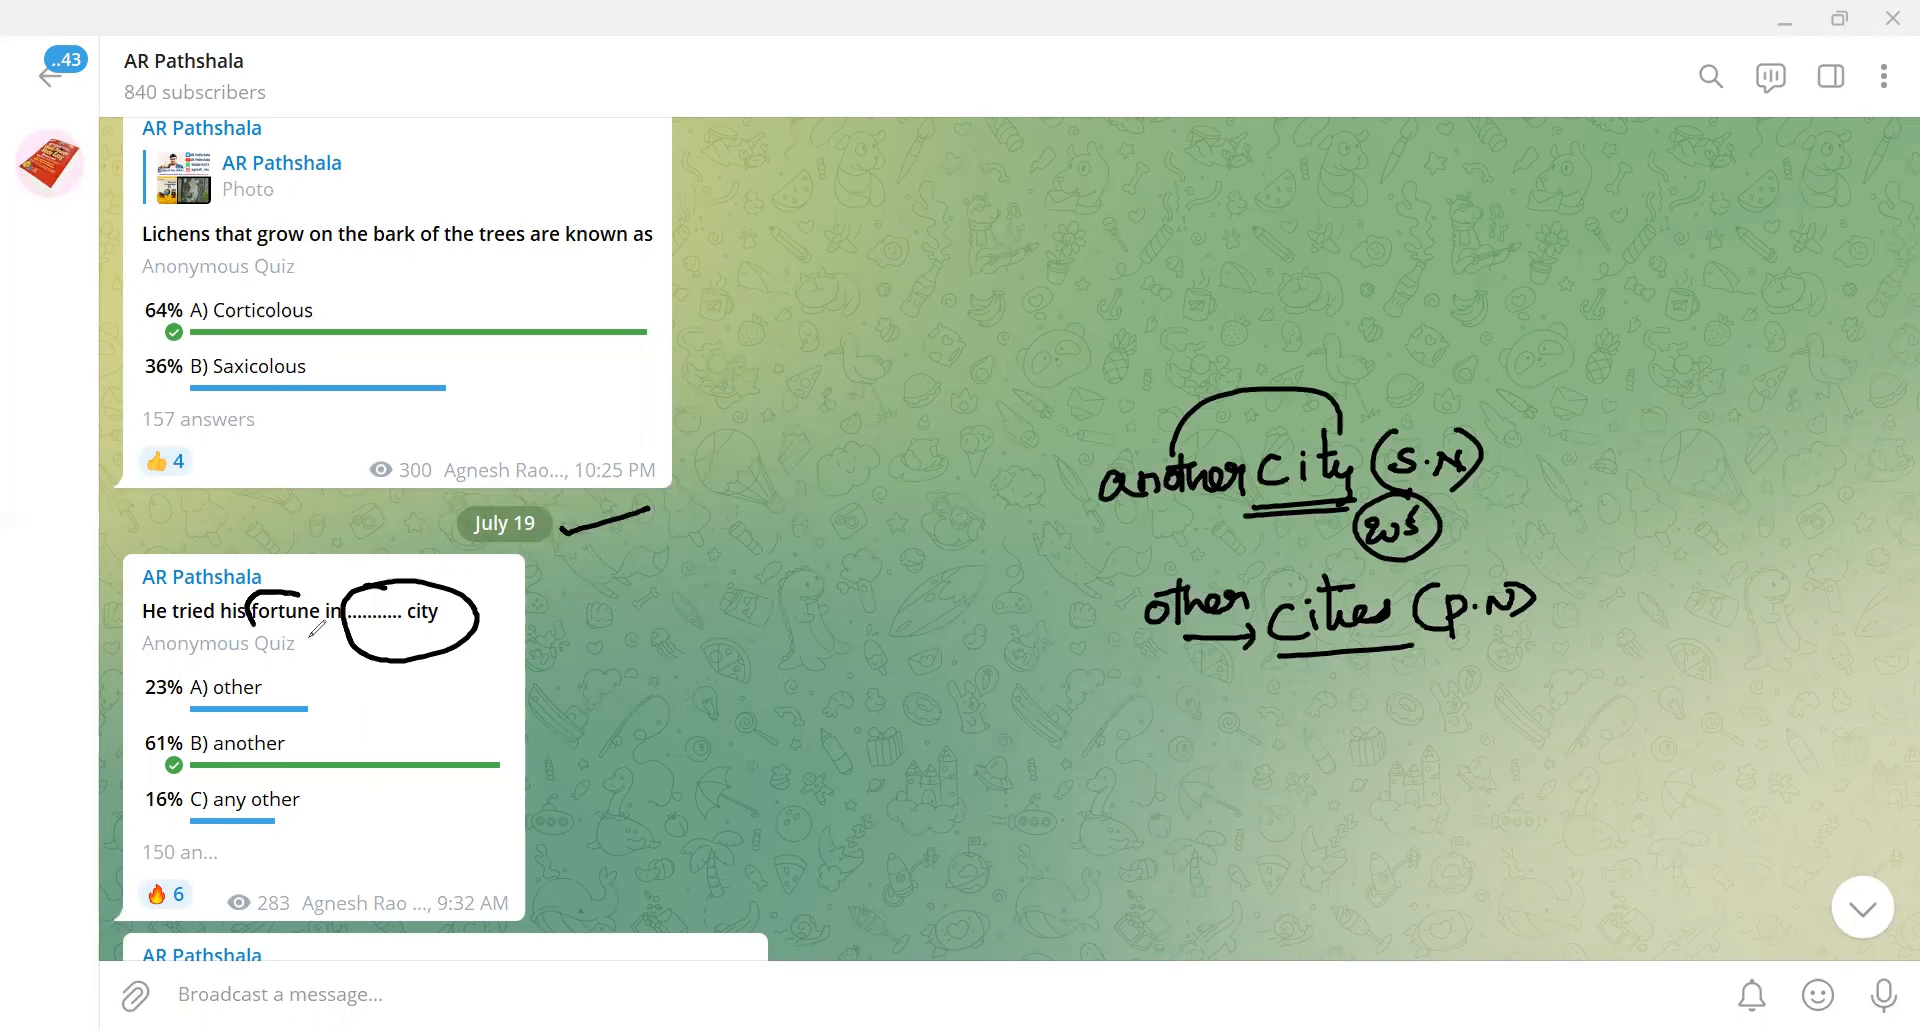 ..43
AR Pathshala
840 subscribers
AR Pathshala
AR Pathshala
Photo
Lichens that grow on the bark of the trees are known as
Anonymous Quiz
64% A) Corticolous
36% B) Saxicolous
157 answers
👍 4
300 Agnesh Rao..., 10:25 PM
July 19
AR Pathshala
He tried his fortune in ........... city
Anonymous Quiz
23% A) other
61% B) another
16% C) any other
150 an...
🔥 6
283 Agnesh Rao ..., 9:32 AM
AR Pathshala
Broadcast a message...
another city (S.N)
other → cities (P.N)